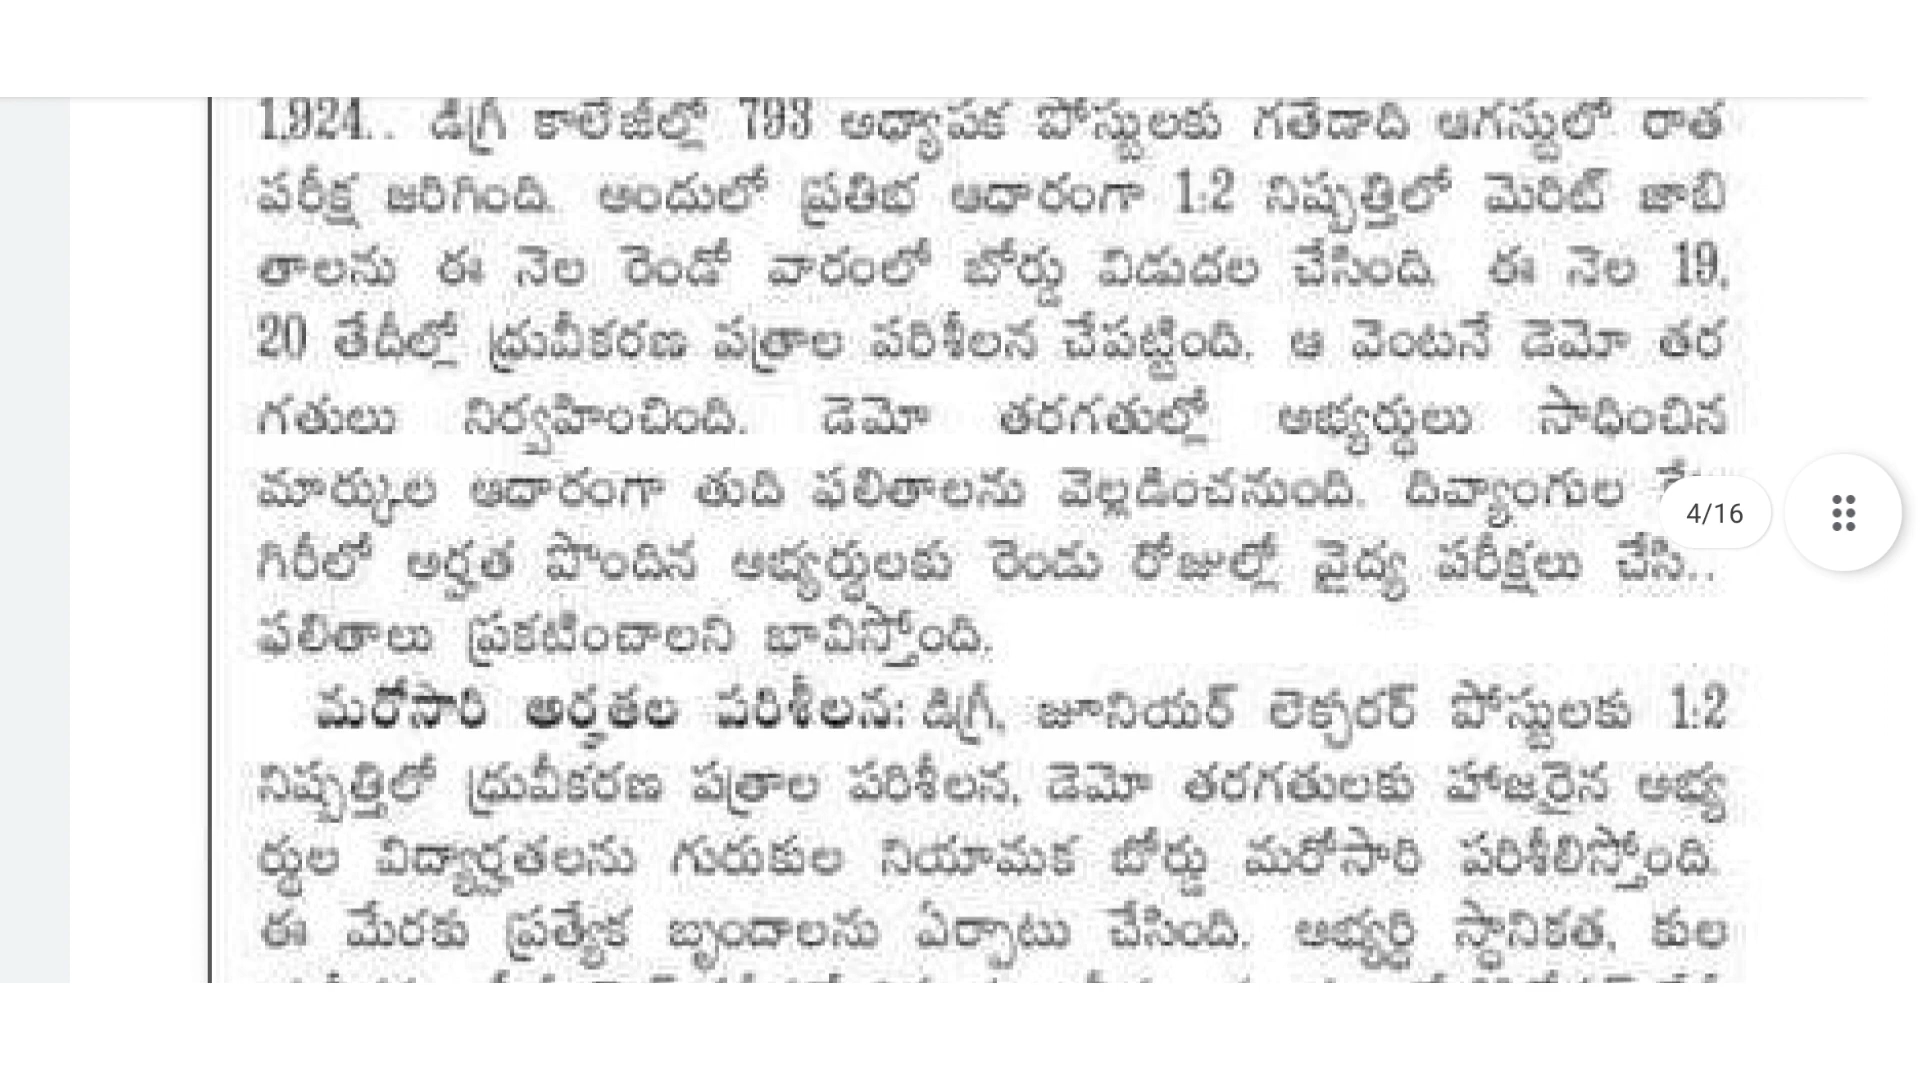 1,924.. డిగ్రీ కాలేజీల్లో 793 అధ్యాపక పోస్టులకు గతేడాది ఆగస్టులో రాత
పరీక్ష జరిగింది. అందులో ప్రతిభ ఆధారంగా 1:2 నిష్పత్తిలో మెరిట్ జాబి
తాలను ఈ నెల రెండో వారంలో బోర్డు విడుదల చేసింది. ఈ నెల 19,
20 తేదీల్లో ధ్రువీకరణ పత్రాల పరిశీలన చేపట్టింది. ఆ వెంటనే డెమో తర
గతులు నిర్వహించింది. డెమో తరగతుల్లో అభ్యర్థులు సాధించిన
మార్కుల ఆధారంగా తుది ఫలితాలను వెల్లడించనుంది. దివ్యాంగుల
4/16
గిరీలో అర్హత పొందిన అభ్యర్థులకు రెండు రోజుల్లో వైద్య పరీక్షలు చేసి..
ఫలితాలు ప్రకటించాలని భావిస్తోంది.
మరోసారి అర్హతల పరిశీలన: డిగ్రీ, జూనియర్ లెక్చరర్ పోస్టులకు 1:2
నిష్పత్తిలో ధ్రువీకరణ పత్రాల పరిశీలన, డెమో తరగతులకు హాజరైన అభ్య
ర్థుల విద్యార్హతలను గురుకుల నియామక బోర్డు మరోసారి పరిశీలిస్తోంది.
ఈ మేరకు ప్రత్యేక బృందాలను ఏర్పాటు చేసింది. అభ్యర్థి స్థానికత, కుల